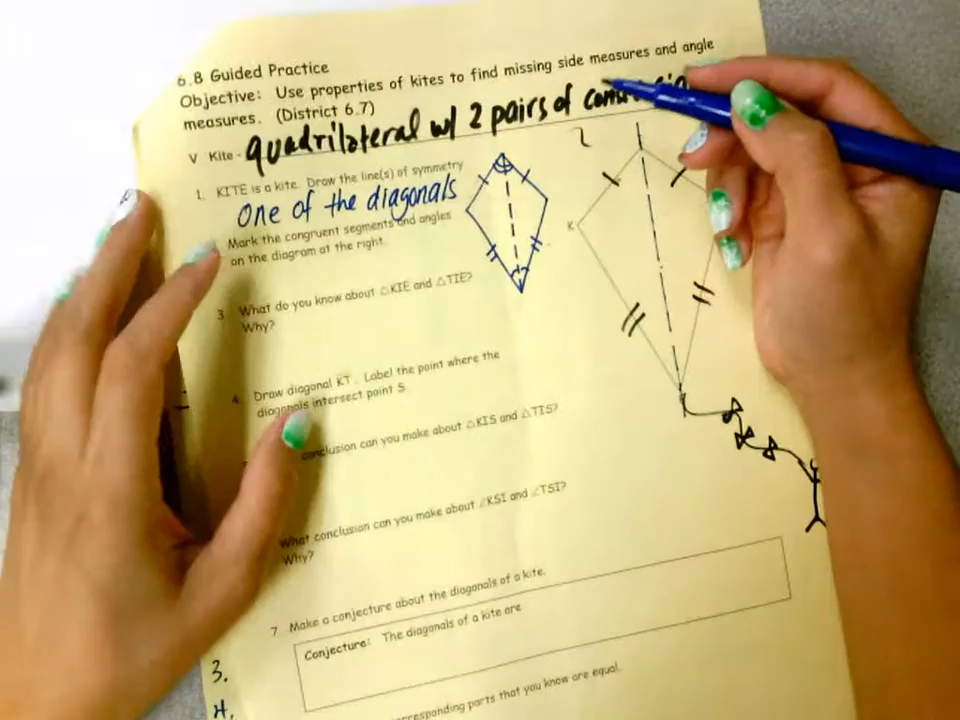 6.8 Guided Practice
Objective: Use properties of kites to find missing side measures and angle
measures. (District 6.7)
V Kite - quadrilateral w/ 2 pairs of
1. KITE is a kite. Draw the line(s) of symmetry
One of the diagonals
Mark the congruent segments and angles
on the diagram at the right.
K
3 What do you know about △KIE and △TIE?
Why?
4. Draw diagonal KT. Label the point where the
diagonals intersect point S.
conclusion can you make about △KIS and △TIS?
What conclusion can you make about ∠KSI and ∠TSI?
Why?
7 Make a conjecture about the diagonals of a kite.
Conjecture: The diagonals of a kite are
3.
4.
corresponding parts that you know are equal.